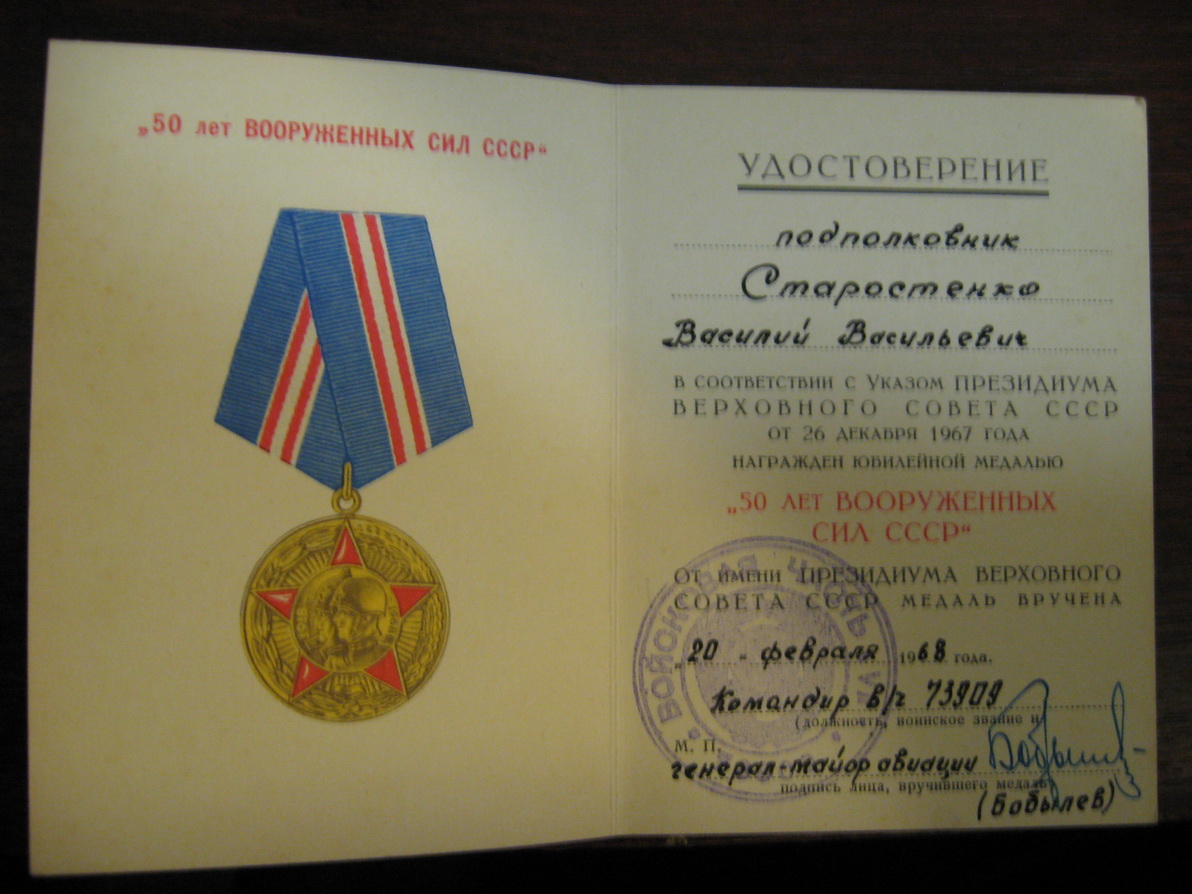 „50 лет ВООРУЖЕННЫХ СИЛ СССР“
УДОСТОВЕРЕНИЕ
подполковник
Старостенко
Василий Васильевич
В СООТВЕТСТВИИ С УКАЗОМ ПРЕЗИДИУМА
ВЕРХОВНОГО СОВЕТА СССР
ОТ 26 ДЕКАБРЯ 1967 ГОДА
НАГРАЖДЕН ЮБИЛЕЙНОЙ МЕДАЛЬЮ
„50 ЛЕТ ВООРУЖЕННЫХ
СИЛ СССР“
ОТ ИМЕНИ ПРЕЗИДИУМА ВЕРХОВНОГО
СОВЕТА СССР МЕДАЛЬ ВРУЧЕНА
„20 " февраля 1968 года.
Командир в/ч 73909
(должность, воинское звание и
М. П.
генерал-майор авиации
подпись лица, вручившего медаль)
(Бобылев)
ВОЙСКОВАЯ ЧАСТЬ